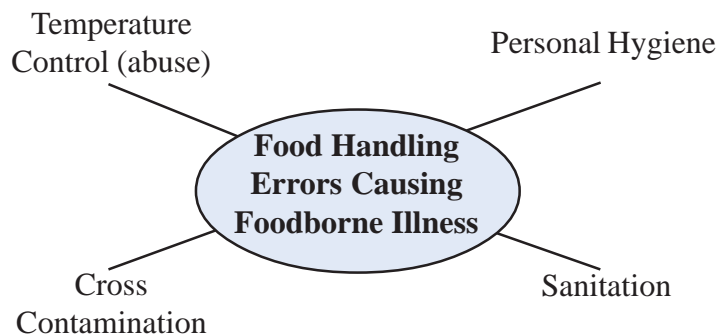 Temperature
Control (abuse)
Personal Hygiene
Food Handling
Errors Causing
Foodborne Illness
Cross
Contamination
Sanitation